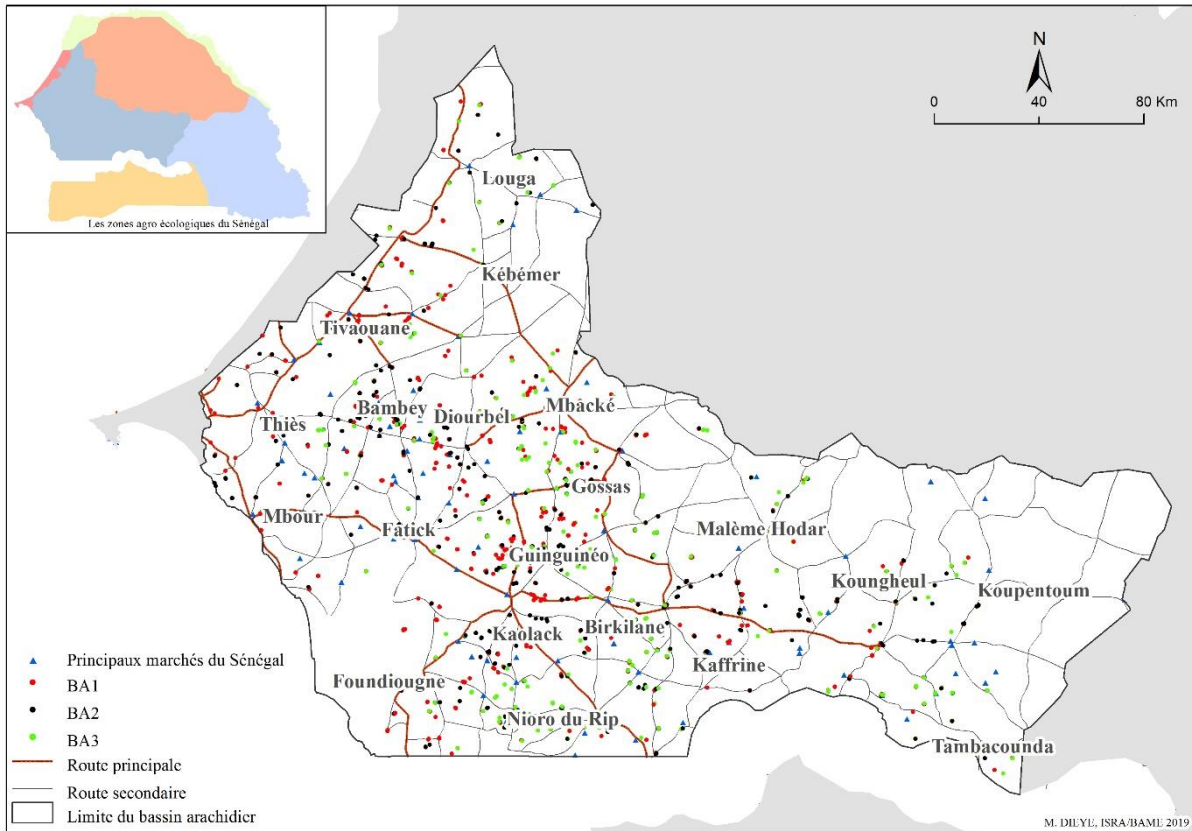 Les zones agro écologiques du Sénégal
N
0 40 80 Km
Louga
Kébémer
Tivaouane
Mbacké
Bambey
Diourbel
Thiès
Gossas
Mbour
Fatick
Malème Hodar
Guinguinéo
Koungheul
Koupentoum
Kaolack
Birkilane
Kaffrine
Foundiougne
Nioro du Rip
Tambacounda
Principaux marchés du Sénégal
BA1
BA2
BA3
Route principale
Route secondaire
Limite du bassin arachidier
M. DIEYE, ISRA/BAME 2019